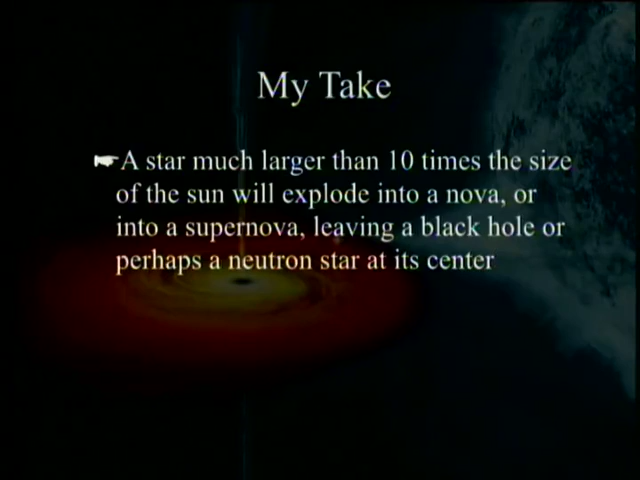 My Take
☛A star much larger than 10 times the size
of the sun will explode into a nova, or
into a supernova, leaving a black hole or
perhaps a neutron star at its center